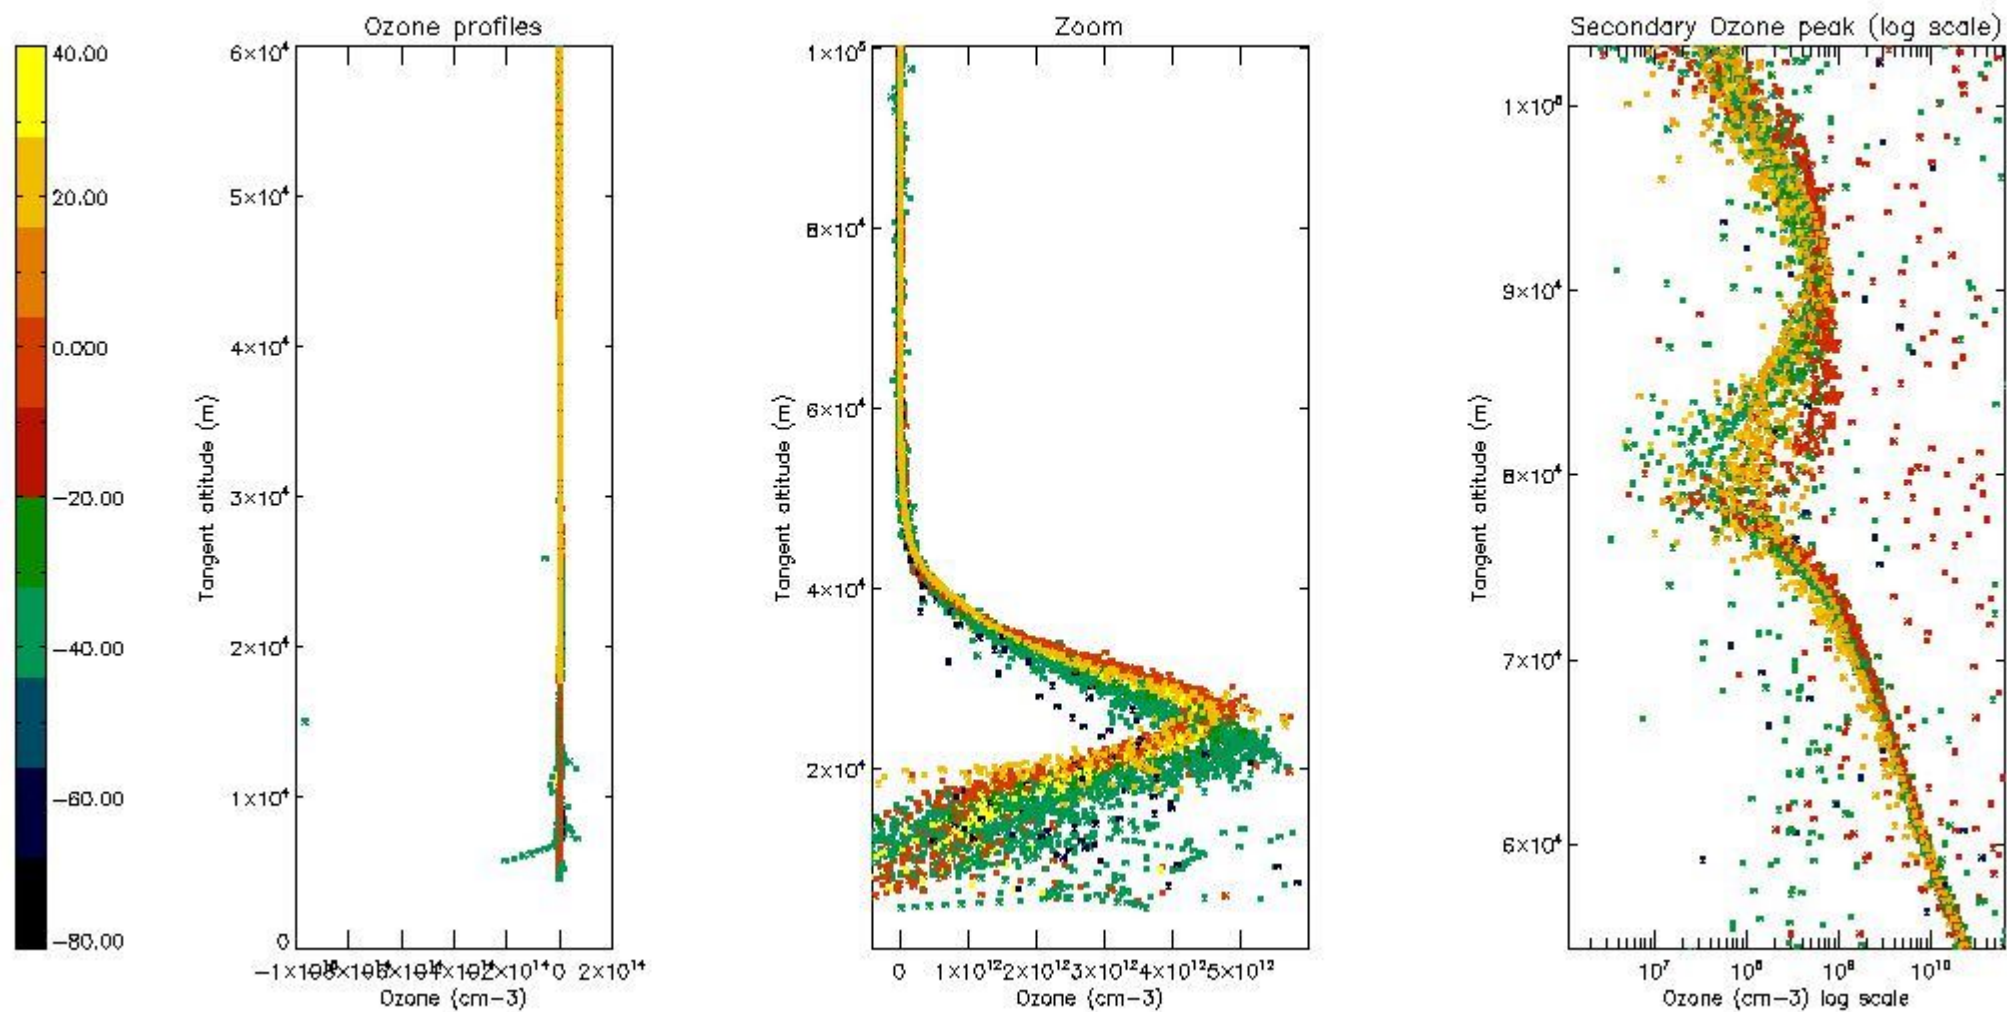 Ozone profiles
Zoom
Secondary Ozone peak (log scale)
40.00
20.00
0.000
−20.00
−40.00
−60.00
−80.00
6×10⁴
5×10⁴
4×10⁴
3×10⁴
2×10⁴
1×10⁴
0
Tangent altitude (m)
0 2×10¹⁴
Ozone (cm−3)
1×10⁵
8×10⁴
6×10⁴
4×10⁴
2×10⁴
Tangent altitude (m)
0 1×10¹² 2×10¹² 3×10¹² 4×10¹² 5×10¹²
Ozone (cm−3)
9×10⁴
8×10⁴
7×10⁴
6×10⁴
Tangent altitude (m)
10⁷ 10¹⁰
Ozone (cm−3) log scale